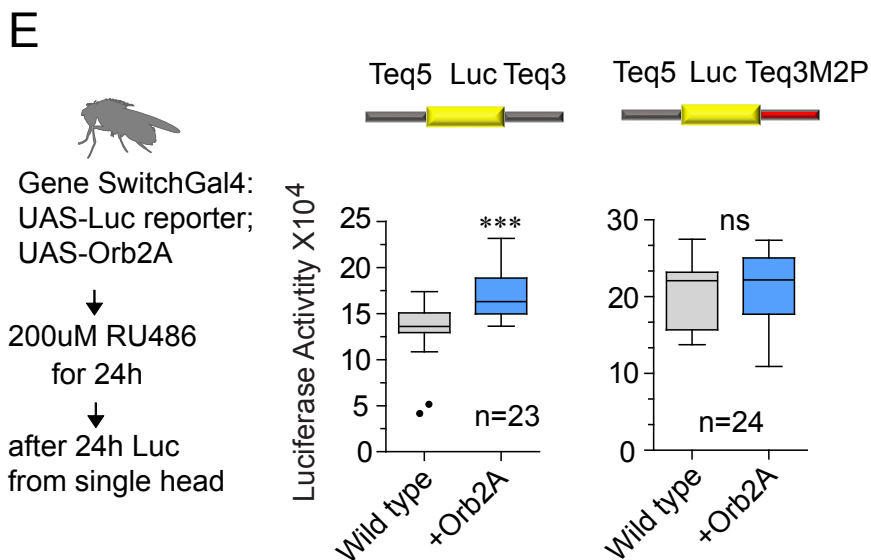 E
Gene SwitchGal4:
UAS-Luc reporter;
UAS-Orb2A
200uM RU486
for 24h
after 24h Luc
from single head
Teq5 Luc Teq3
Luciferase Activtity X10⁴
25
20
15
10
5
0
***
n=23
Wild type
+Orb2A
Teq5 Luc Teq3M2P
30
20
10
0
ns
n=24
Wild type
+Orb2A